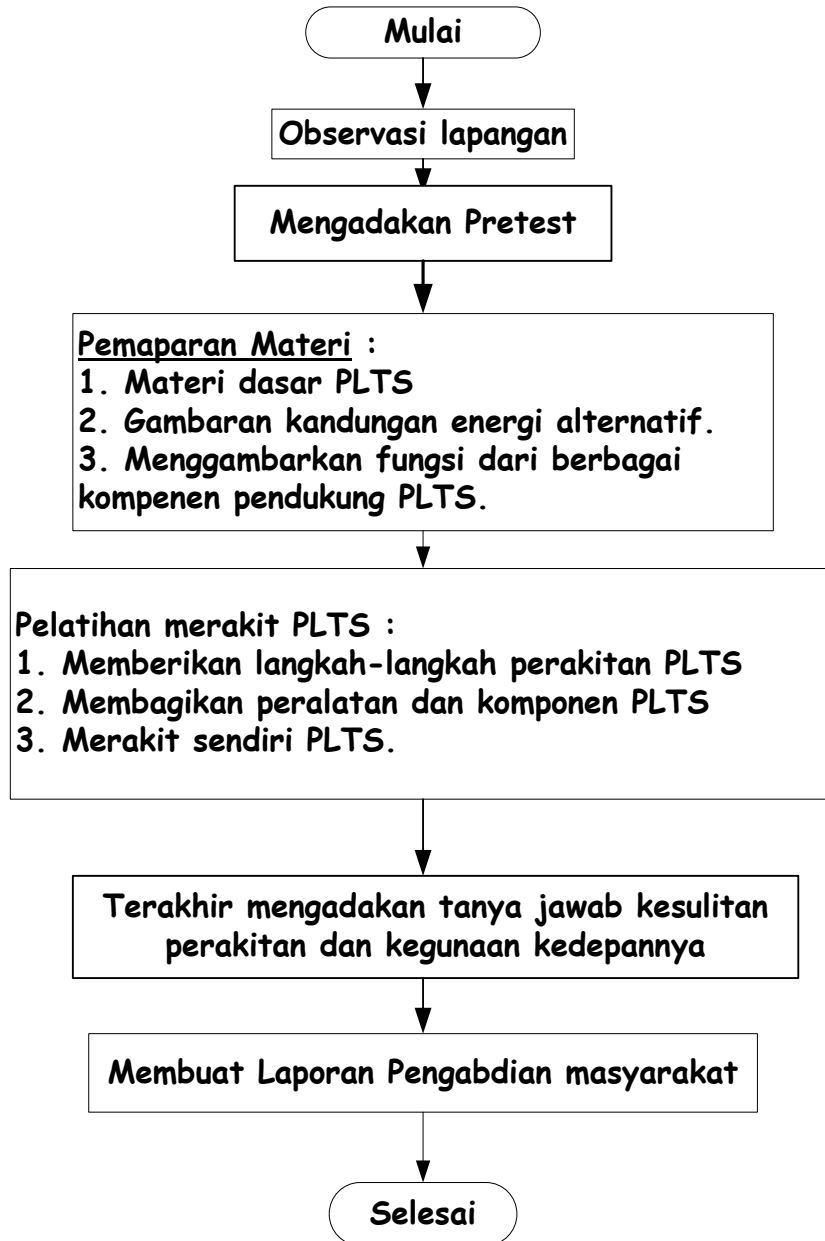 Mulai
Observasi lapangan
Mengadakan Pretest
Pemaparan Materi :
1. Materi dasar PLTS
2. Gambaran kandungan energi alternatif.
3. Menggambarkan fungsi dari berbagai
kompenen pendukung PLTS.
Pelatihan merakit PLTS :
1. Memberikan langkah-langkah perakitan PLTS
2. Membagikan peralatan dan komponen PLTS
3. Merakit sendiri PLTS.
Terakhir mengadakan tanya jawab kesulitan
perakitan dan kegunaan kedepannya
Membuat Laporan Pengabdian masyarakat
Selesai